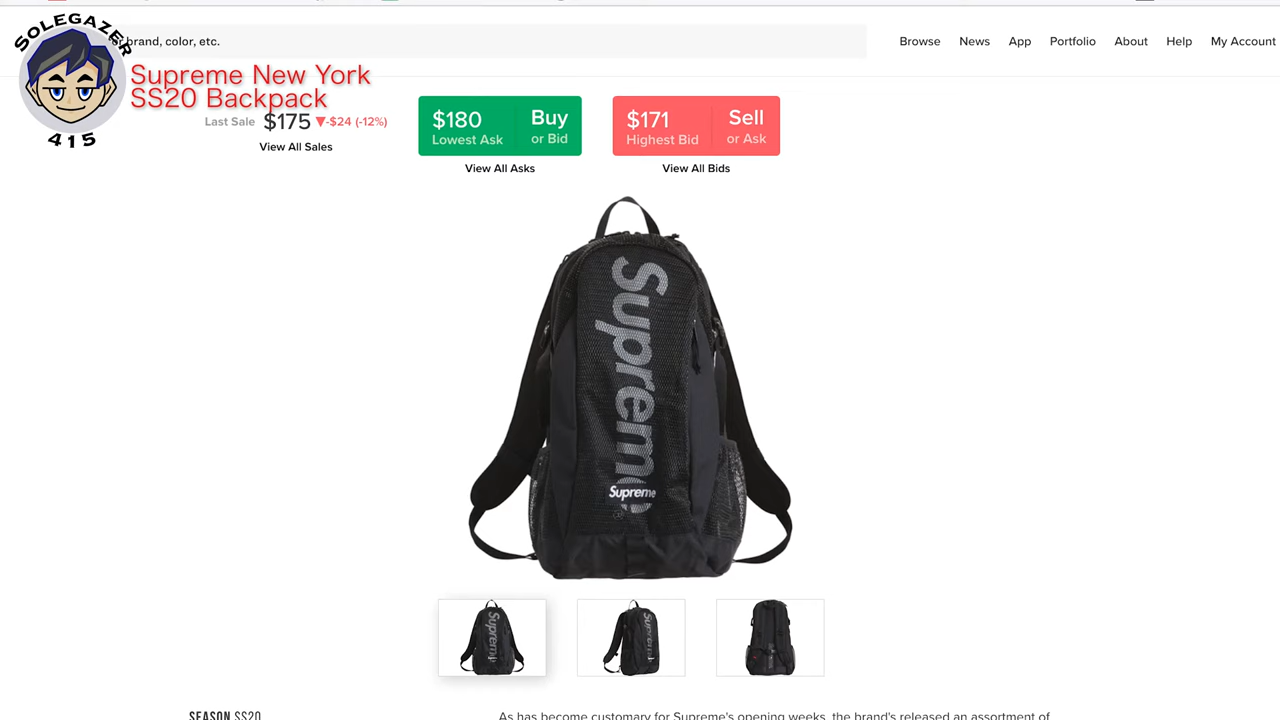 SOLEGAZER
415
or brand, color, etc.
Browse News App Portfolio About Help My Account
Supreme New York
SS20 Backpack
Last Sale $175 ▼-$24 (-12%)
View All Sales
$180 Buy
Lowest Ask or Bid
View All Asks
$171 Sell
Highest Bid or Ask
View All Bids
Supreme
Supreme
SEASON SS20
As has become customary for Supreme's opening weeks, the brand's released an assortment of